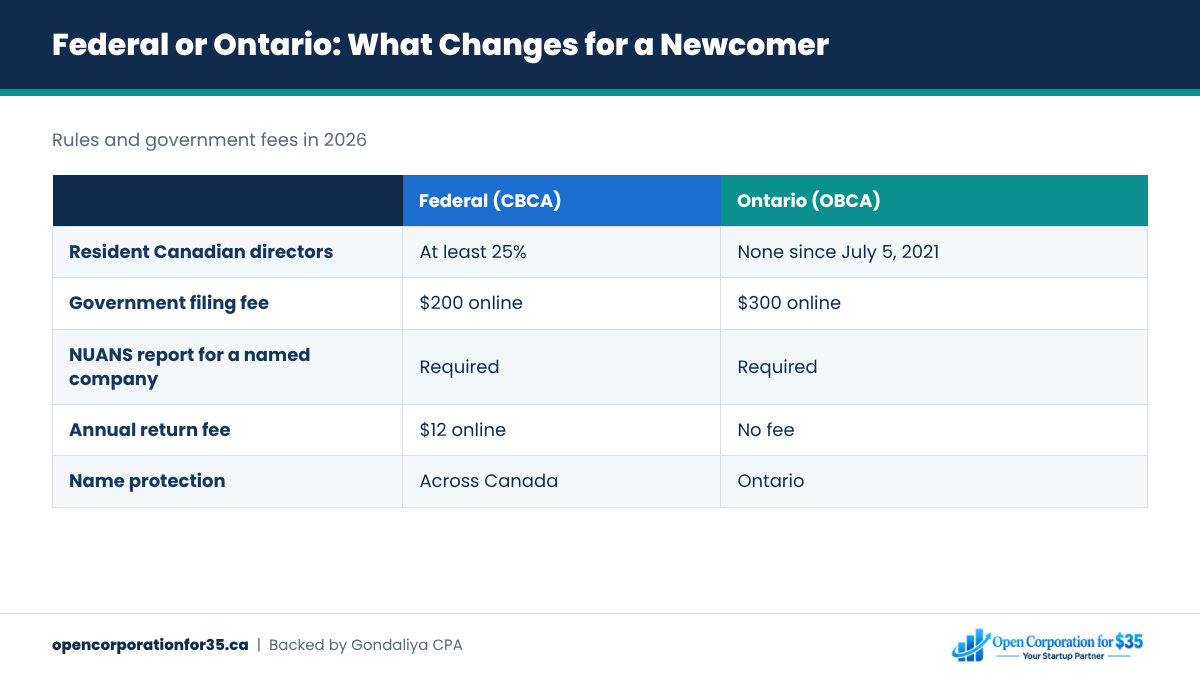 Federal or Ontario: What Changes for a Newcomer
Rules and government fees in 2026
Federal (CBCA) Ontario (OBCA)
Resident Canadian directors At least 25% None since July 5, 2021
Government filing fee $200 online $300 online
NUANS report for a named
company Required Required
Annual return fee $12 online No fee
Name protection Across Canada Ontario
opencorporationfor35.ca | Backed by Gondaliya CPA
Open Corporation for $35
Your Startup Partner